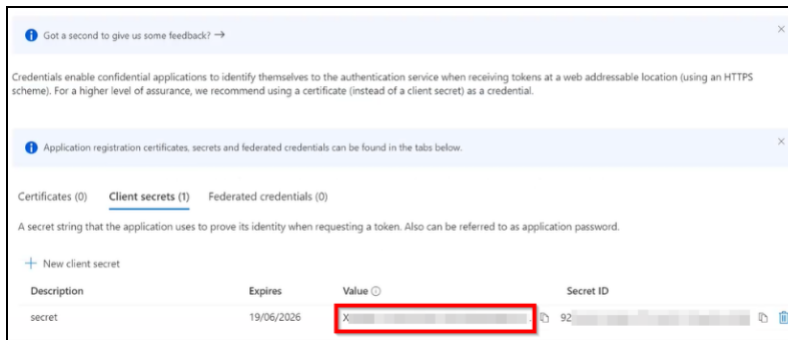 Got a second to give us some feedback? →
Credentials enable confidential applications to identify themselves to the authentication service when receiving tokens at a web addressable location (using an HTTPS
scheme). For a higher level of assurance, we recommend using a certificate (instead of a client secret) as a credential.
Application registration certificates, secrets and federated credentials can be found in the tabs below.
Certificates (0) Client secrets (1) Federated credentials (0)
A secret string that the application uses to prove its identity when requesting a token. Also can be referred to as application password.
+ New client secret
Description Expires Value Secret ID
secret 19/06/2026 X 92